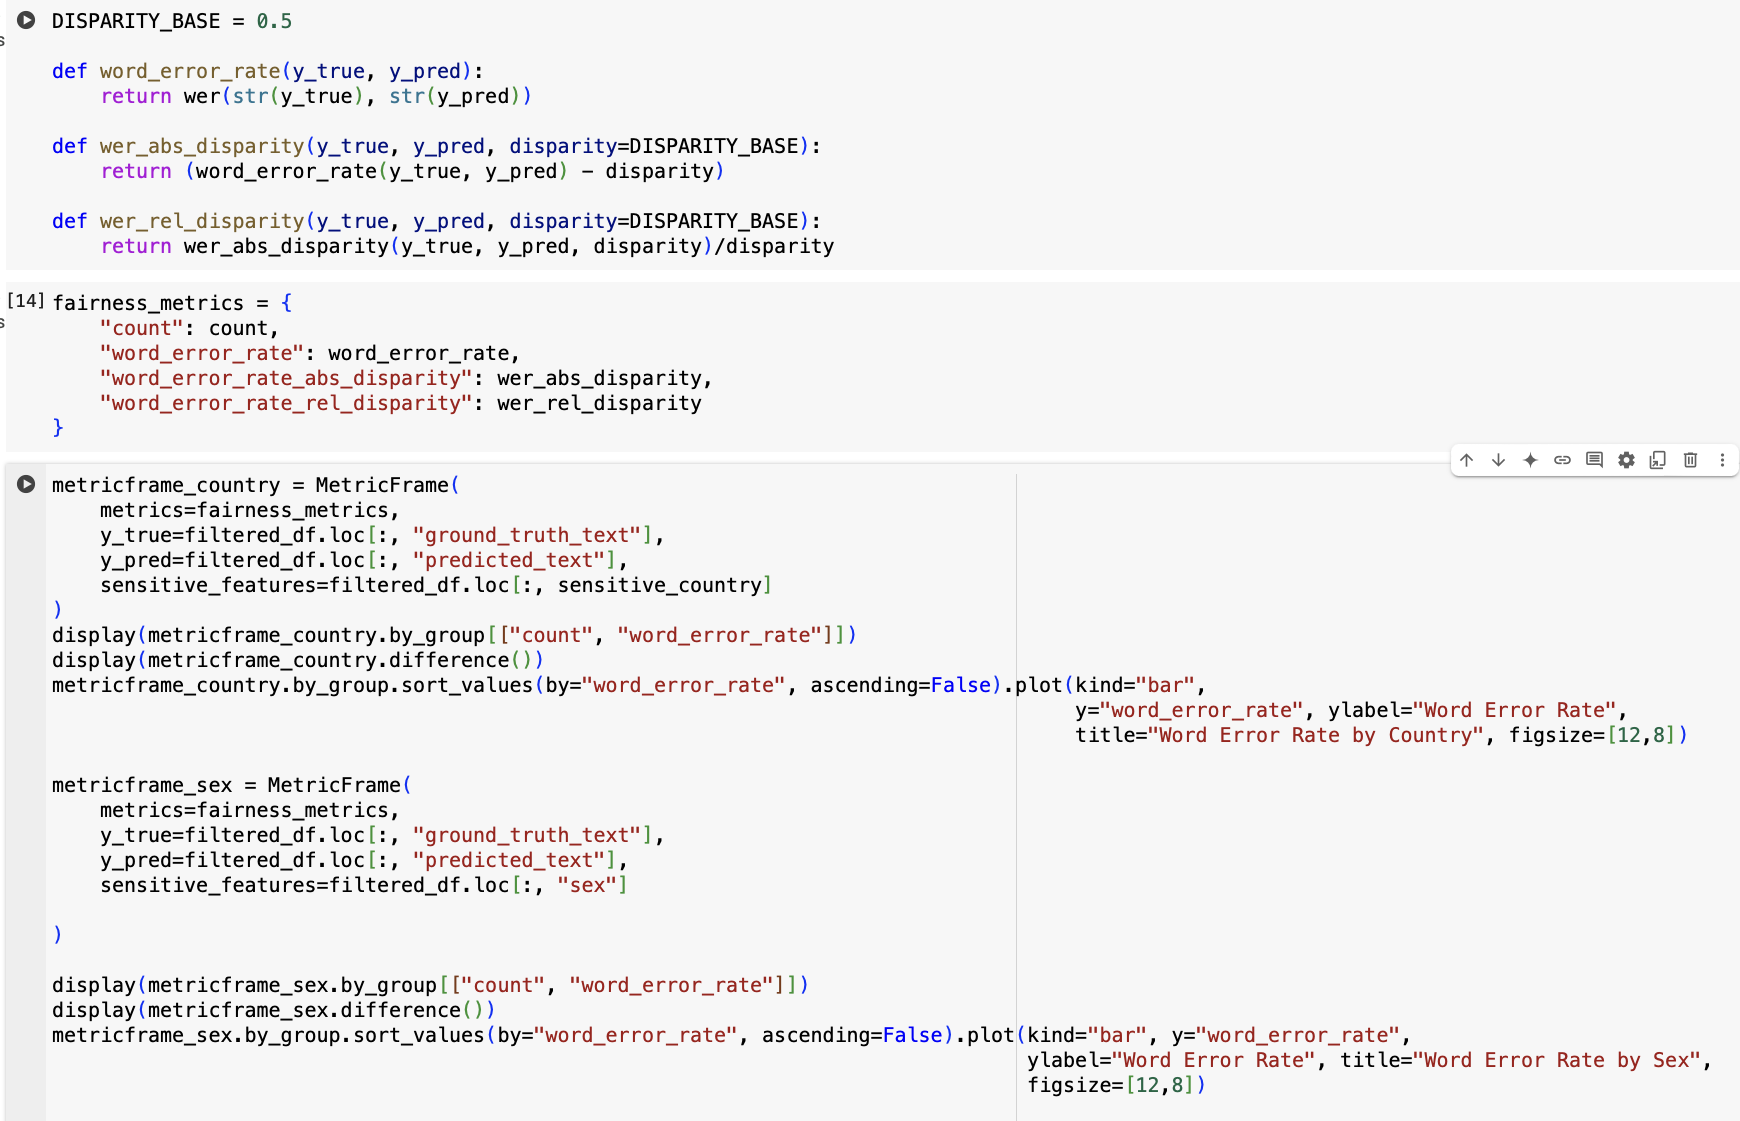 DISPARITY_BASE = 0.5
s
def word_error_rate(y_true, y_pred):
    return wer(str(y_true), str(y_pred))
def wer_abs_disparity(y_true, y_pred, disparity=DISPARITY_BASE):
    return (word_error_rate(y_true, y_pred) - disparity)
def wer_rel_disparity(y_true, y_pred, disparity=DISPARITY_BASE):
    return wer_abs_disparity(y_true, y_pred, disparity)/disparity
[14] fairness_metrics = {
s
    "count": count,
    "word_error_rate": word_error_rate,
    "word_error_rate_abs_disparity": wer_abs_disparity,
    "word_error_rate_rel_disparity": wer_rel_disparity
}
metricframe_country = MetricFrame(
    metrics=fairness_metrics,
    y_true=filtered_df.loc[:, "ground_truth_text"],
    y_pred=filtered_df.loc[:, "predicted_text"],
    sensitive_features=filtered_df.loc[:, sensitive_country]
)
display(metricframe_country.by_group[["count", "word_error_rate"]])
display(metricframe_country.difference())
metricframe_country.by_group.sort_values(by="word_error_rate", ascending=False).plot(kind="bar",
                                                                                     y="word_error_rate", ylabel="Word Error Rate",
                                                                                     title="Word Error Rate by Country", figsize=[12,8])
metricframe_sex = MetricFrame(
    metrics=fairness_metrics,
    y_true=filtered_df.loc[:, "ground_truth_text"],
    y_pred=filtered_df.loc[:, "predicted_text"],
    sensitive_features=filtered_df.loc[:, "sex"]
)
display(metricframe_sex.by_group[["count", "word_error_rate"]])
display(metricframe_sex.difference())
metricframe_sex.by_group.sort_values(by="word_error_rate", ascending=False).plot(kind="bar", y="word_error_rate",
                                                                                 ylabel="Word Error Rate", title="Word Error Rate by Sex",
                                                                                 figsize=[12,8])